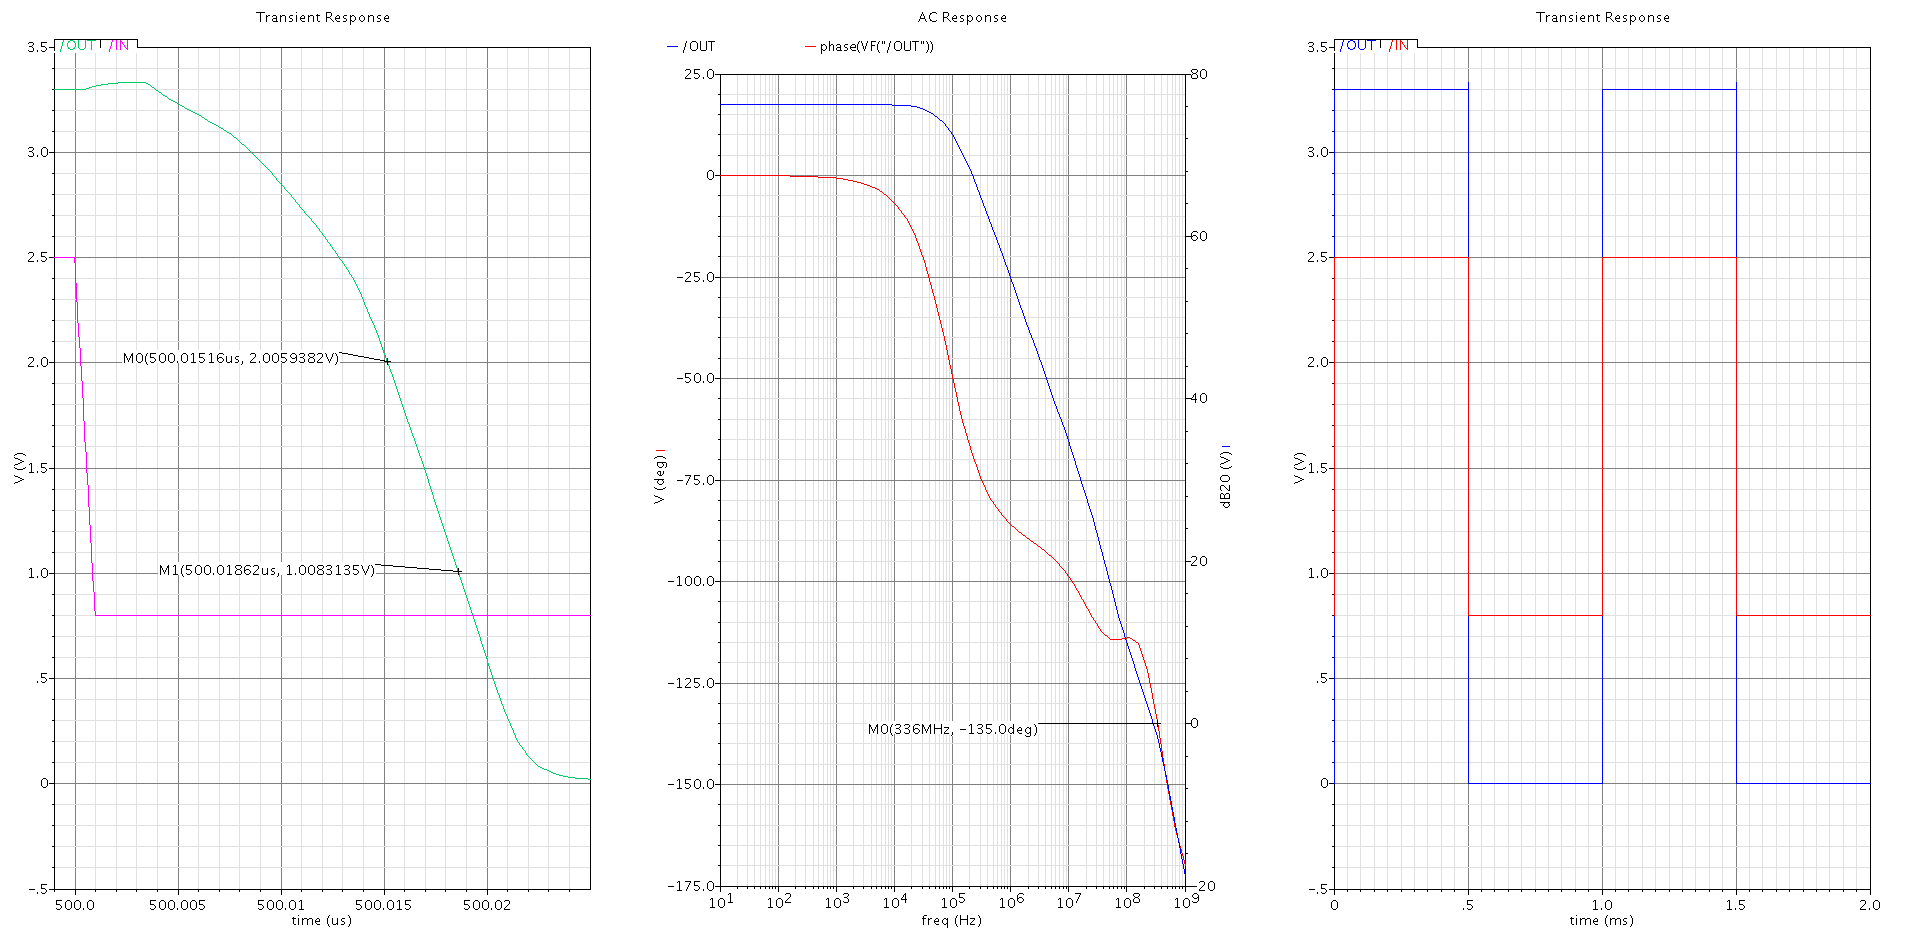 Transient Response
/OUT /IN
3.5
3.0
2.5
2.0
1.5
1.0
.5
0
-.5
V (V)
M0(500.01516us, 2.0059382V)
M1(500.01862us, 1.0083135V)
500.0 500.005 500.01 500.015 500.02
time (us)
AC Response
/OUT phase(VF("/OUT"))
25.0
0
-25.0
-50.0
-75.0
-100.0
-125.0
-150.0
-175.0
V (deg)
80
60
40
20
0
-20
dB20 (V)
M0(336MHz, -135.0deg)
10^1 10^2 10^3 10^4 10^5 10^6 10^7 10^8 10^9
freq (Hz)
Transient Response
/OUT /IN
3.5
3.0
2.5
2.0
1.5
1.0
.5
0
-.5
V (V)
0 .5 1.0 1.5 2.0
time (ms)